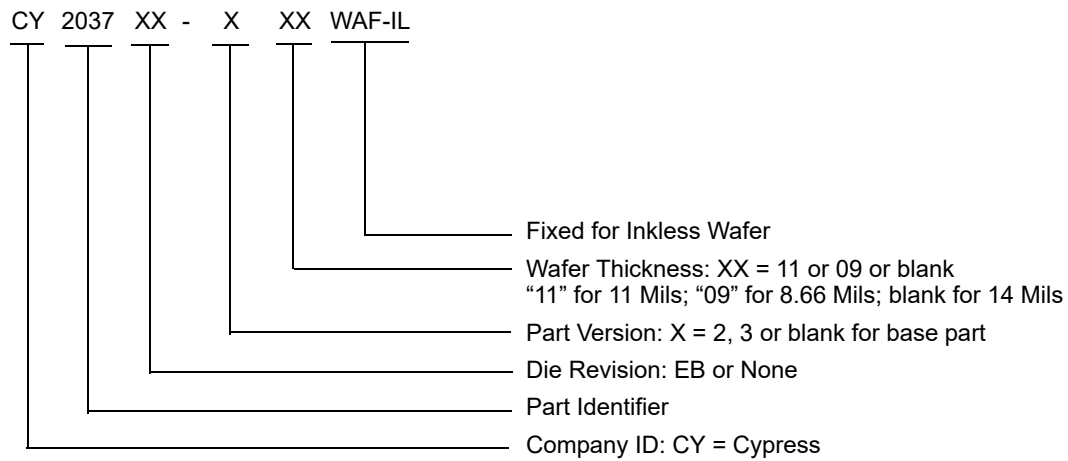 CY 2037 XX - X XX WAF-IL
Fixed for Inkless Wafer
Wafer Thickness: XX = 11 or 09 or blank
“11” for 11 Mils; “09” for 8.66 Mils; blank for 14 Mils
Part Version: X = 2, 3 or blank for base part
Die Revision: EB or None
Part Identifier
Company ID: CY = Cypress